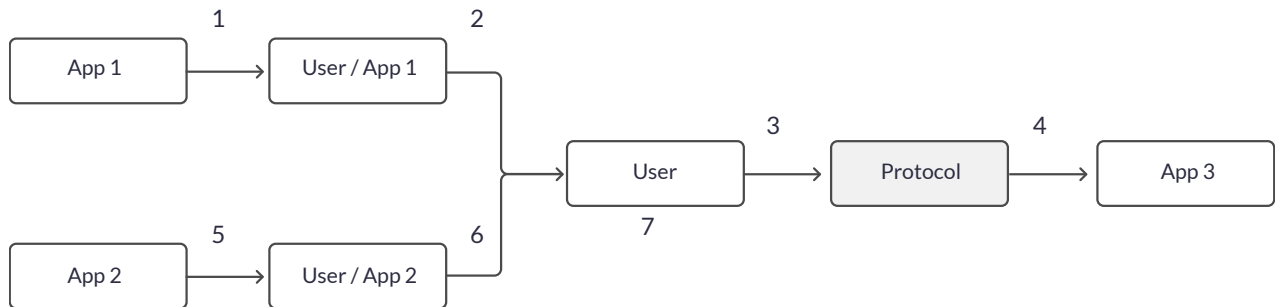 1
2
App 1
User / App 1
3
4
User
Protocol
App 3
7
5
6
App 2
User / App 2